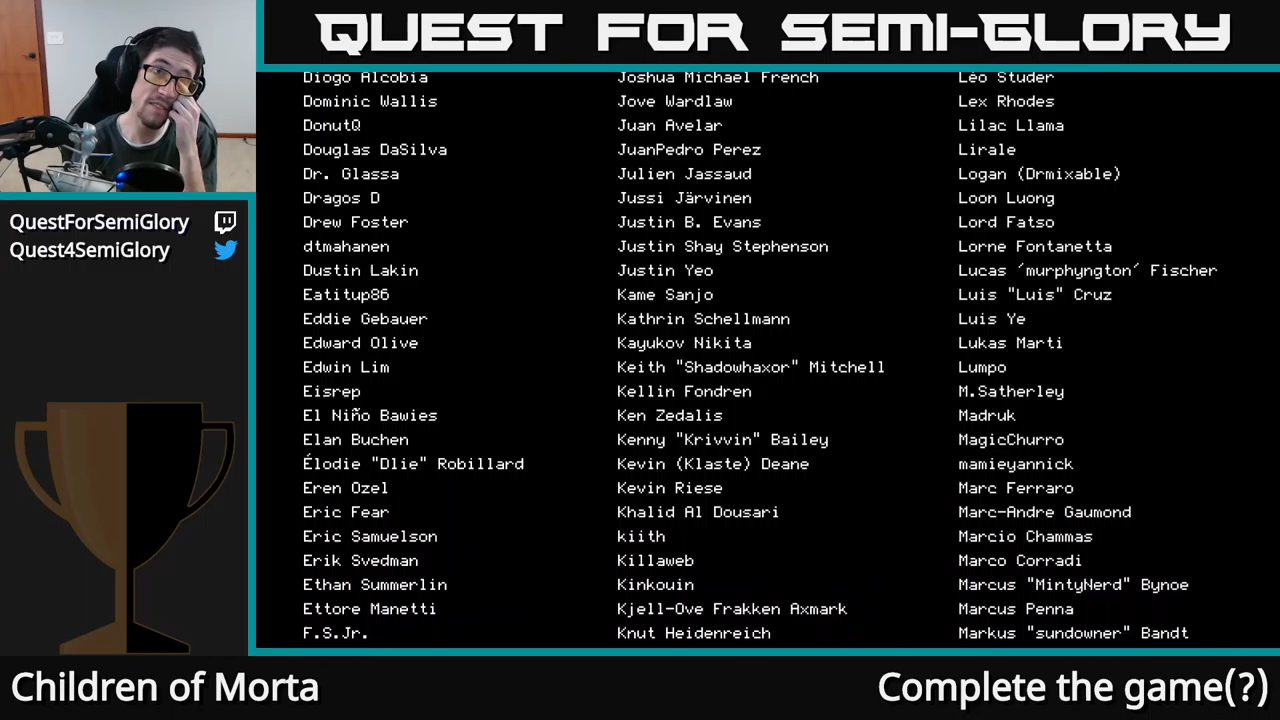 QUEST FOR SEMI-GLORY
QuestForSemiGlory
Quest4SemiGlory
Diogo Alcobia
Dominic Wallis
DonutQ
Douglas DaSilva
Dr. Glassa
Dragos D
Drew Foster
dtmahanen
Dustin Lakin
Eatitup86
Eddie Gebauer
Edward Olive
Edwin Lim
Eisrep
El Niño Bawies
Elan Buchen
Élodie "Dlie" Robillard
Eren Ozel
Eric Fear
Eric Samuelson
Erik Svedman
Ethan Summerlin
Ettore Manetti
F.S.Jr.
Joshua Michael French
Jove Wardlaw
Juan Avelar
JuanPedro Perez
Julien Jassaud
Jussi Järvinen
Justin B. Evans
Justin Shay Stephenson
Justin Yeo
Kame Sanjo
Kathrin Schellmann
Kayukov Nikita
Keith "Shadowhaxor" Mitchell
Kellin Fondren
Ken Zedalis
Kenny "Krivvin" Bailey
Kevin (Klaste) Deane
Kevin Riese
Khalid Al Dousari
kiith
Killaweb
Kinkouin
Kjell-Ove Frakken Axmark
Knut Heidenreich
Léo Studer
Lex Rhodes
Lilac Llama
Lirale
Logan (Drmixable)
Loon Luong
Lord Fatso
Lorne Fontanetta
Lucas ´murphyngton´ Fischer
Luis "Luis" Cruz
Luis Ye
Lukas Marti
Lumpo
M.Satherley
Madruk
MagicChurro
mamieyannick
Marc Ferraro
Marc-Andre Gaumond
Marcio Chammas
Marco Corradi
Marcus "MintyNerd" Bynoe
Marcus Penna
Markus "sundowner" Bandt
Children of Morta
Complete the game(?)